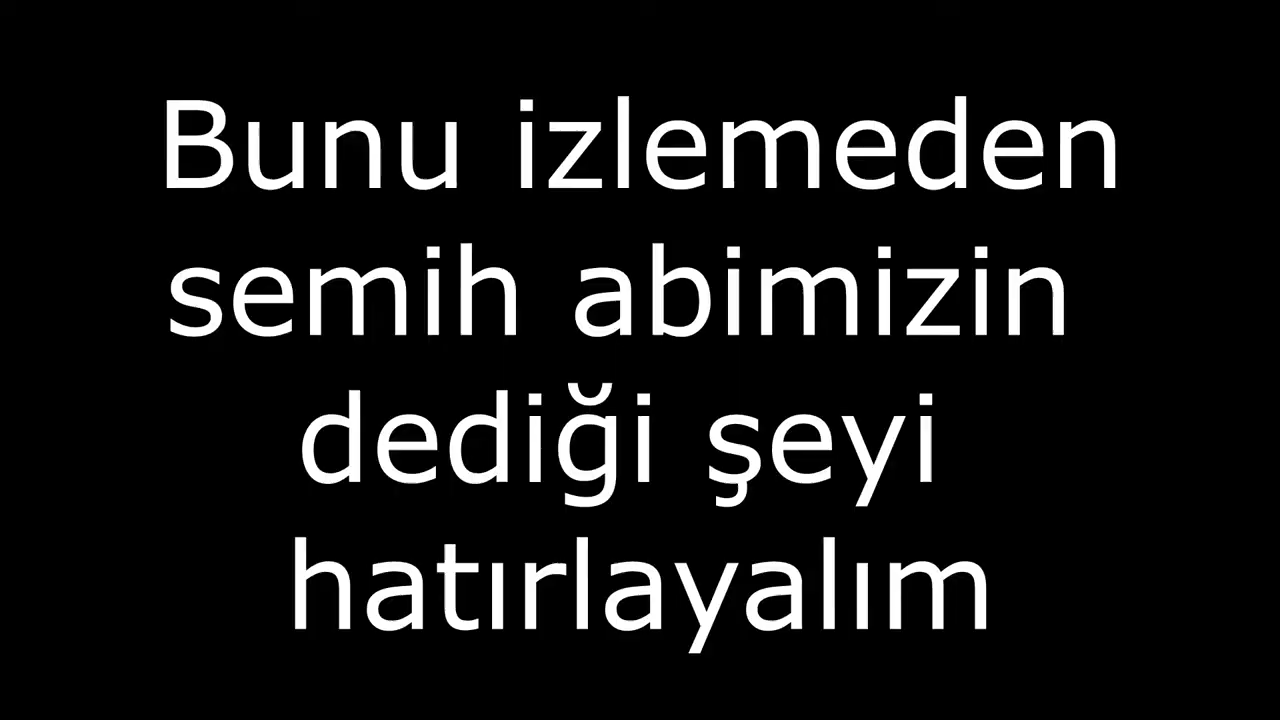 Bunu izlemeden
semih abimizin
dediği şeyi
hatırlayalım